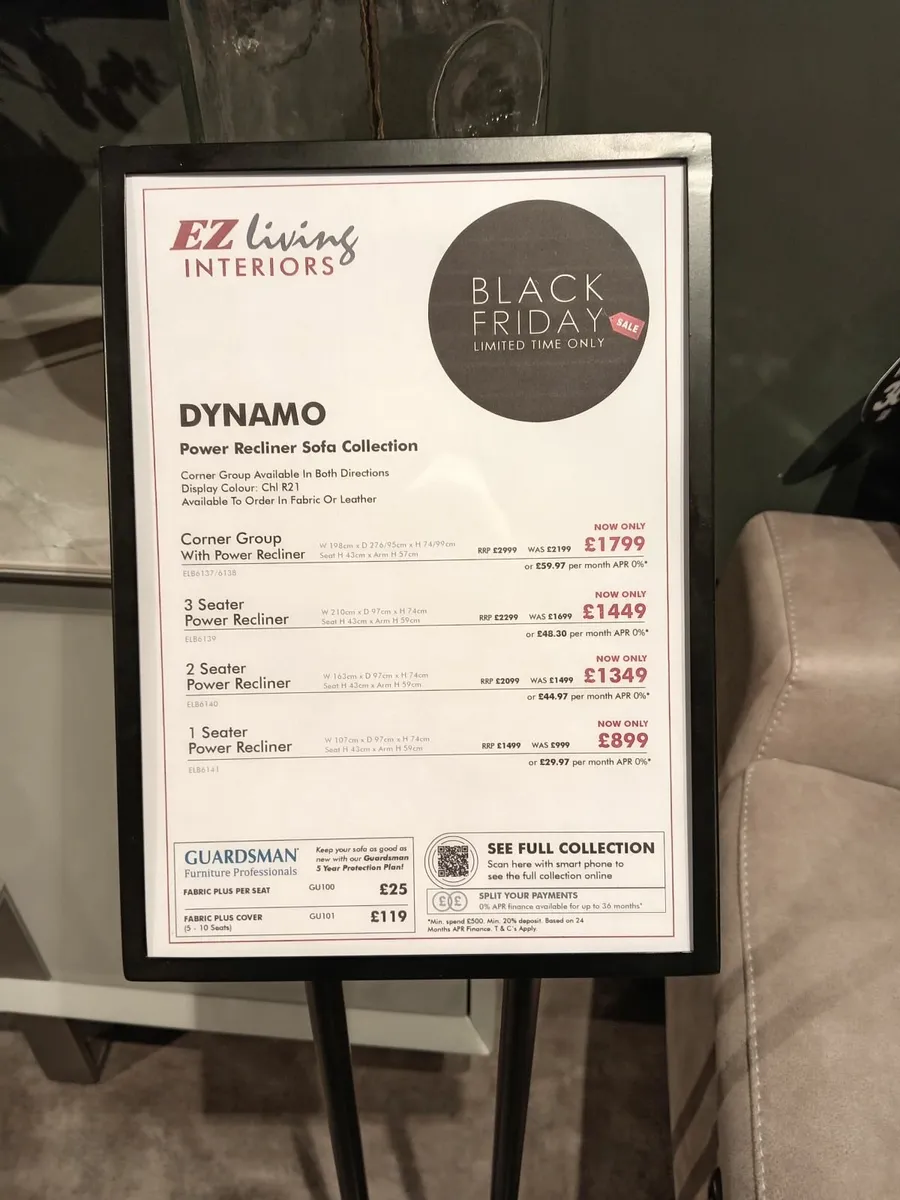 EZ living
INTERIORS
BLACK
FRIDAY
SALE
LIMITED TIME ONLY
DYNAMO
Power Recliner Sofa Collection
Corner Group Available In Both Directions
Display Colour: Chl R21
Available To Order In Fabric Or Leather
Corner Group
With Power Recliner
W 198cm x D 276/95cm x H 74/99cm
Seat H 43cm x Arm H 57cm
RRP £2999 WAS £2199
NOW ONLY
£1799
or £59.97 per month APR 0%*
ELB6137/6138
3 Seater
Power Recliner
W 210cm x D 97cm x H 74cm
Seat H 43cm x Arm H 59cm
RRP £2299 WAS £1699
NOW ONLY
£1449
or £48.30 per month APR 0%*
ELB6139
2 Seater
Power Recliner
W 163cm x D 97cm x H 74cm
Seat H 43cm x Arm H 59cm
RRP £2099 WAS £1499
NOW ONLY
£1349
or £44.97 per month APR 0%*
ELB6140
1 Seater
Power Recliner
W 107cm x D 97cm x H 74cm
Seat H 43cm x Arm H 59cm
RRP £1499 WAS £999
NOW ONLY
£899
or £29.97 per month APR 0%*
ELB6141
GUARDSMAN
Furniture Professionals
Keep your sofa as good as
new with our Guardsman
5 Year Protection Plan!
FABRIC PLUS PER SEAT GU100 £25
FABRIC PLUS COVER GU101 £119
(5 - 10 Seats)
SEE FULL COLLECTION
Scan here with smart phone to
see the full collection online
££
SPLIT YOUR PAYMENTS
0% APR finance available for up to 36 months*
*Min. spend £500. Min. 20% deposit. Based on 24
Months APR Finance. T & C's Apply.